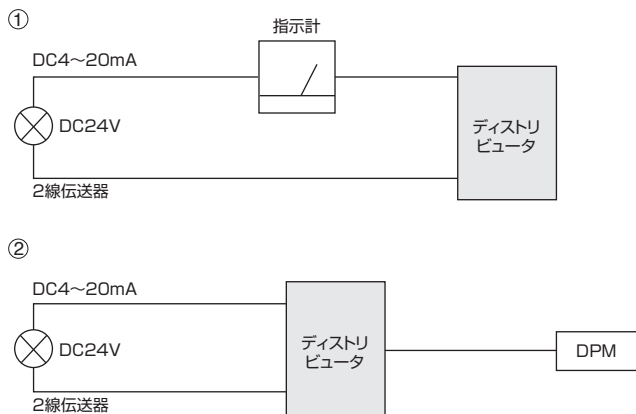 ①
指示計
DC4～20mA
DC24V
ディストリ
ビュータ
2線伝送器
②
DC4～20mA
DC24V
ディストリ
ビュータ
DPM
2線伝送器